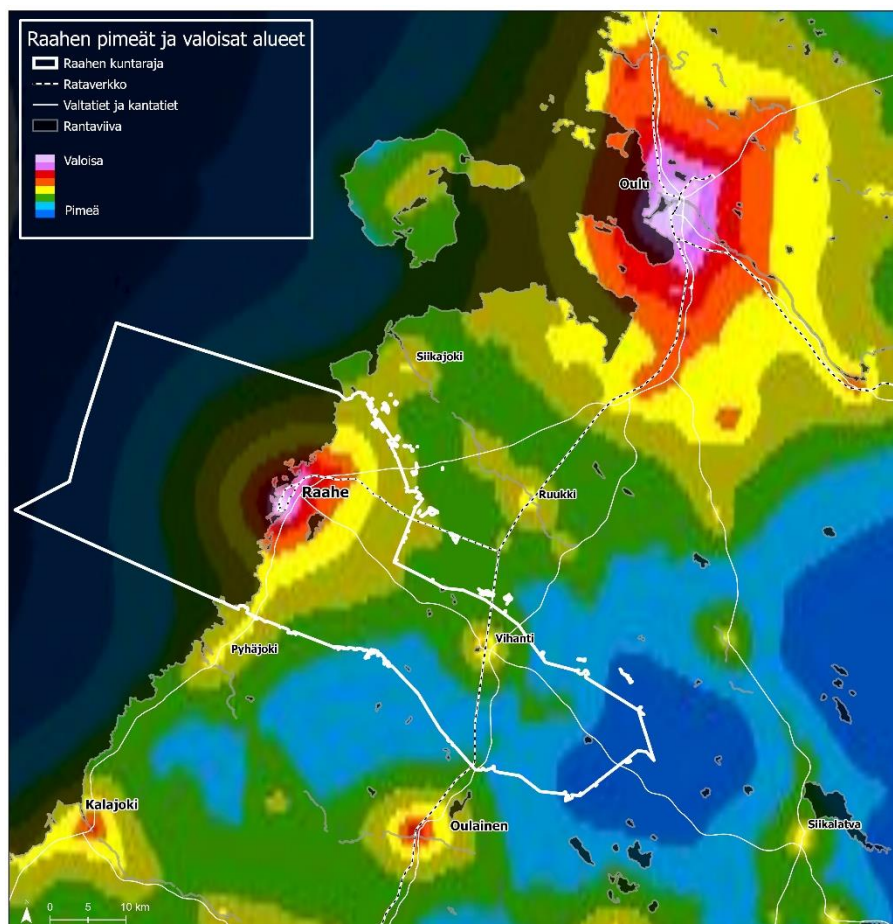 Raahen pimeät ja valoisat alueet
Raahen kuntaraja
Rataverkko
Valtatiet ja kantatiet
Rantaviiva
Valoisa
Pimeä
Oulu
Siikajoki
Raahe
Ruukki
Vihanti
Pyhäjoki
Kalajoki
Oulainen
Siikalatva
0 5 10 km